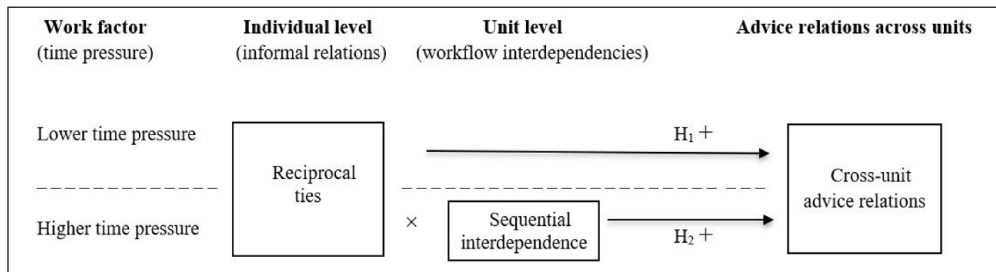 Work factor Individual level Unit level Advice relations across units
(time pressure) (informal relations) (workflow interdependencies)
Lower time pressure H₁ +
Reciprocal
ties
Cross-unit
advice relations
Higher time pressure × Sequential
interdependence H₂ +